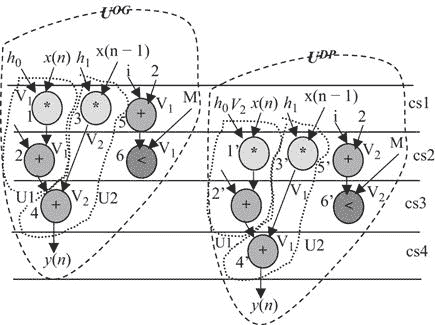 U^OG
h0 x(n) h1 x(n − 1)
i 2
V1 M
1 * 3 * V1
5 + cs1
2 + V1 V2 6 < V1
U1 4 + V2 U2
y(n)
U^DP
x(n − 1)
h0 V2 x(n) h1 i 2
1' * * 3' 5' + V2 M cs2
2' + V1 6' < V2 cs3
U1 + V1 U2
4' cs4
y(n)